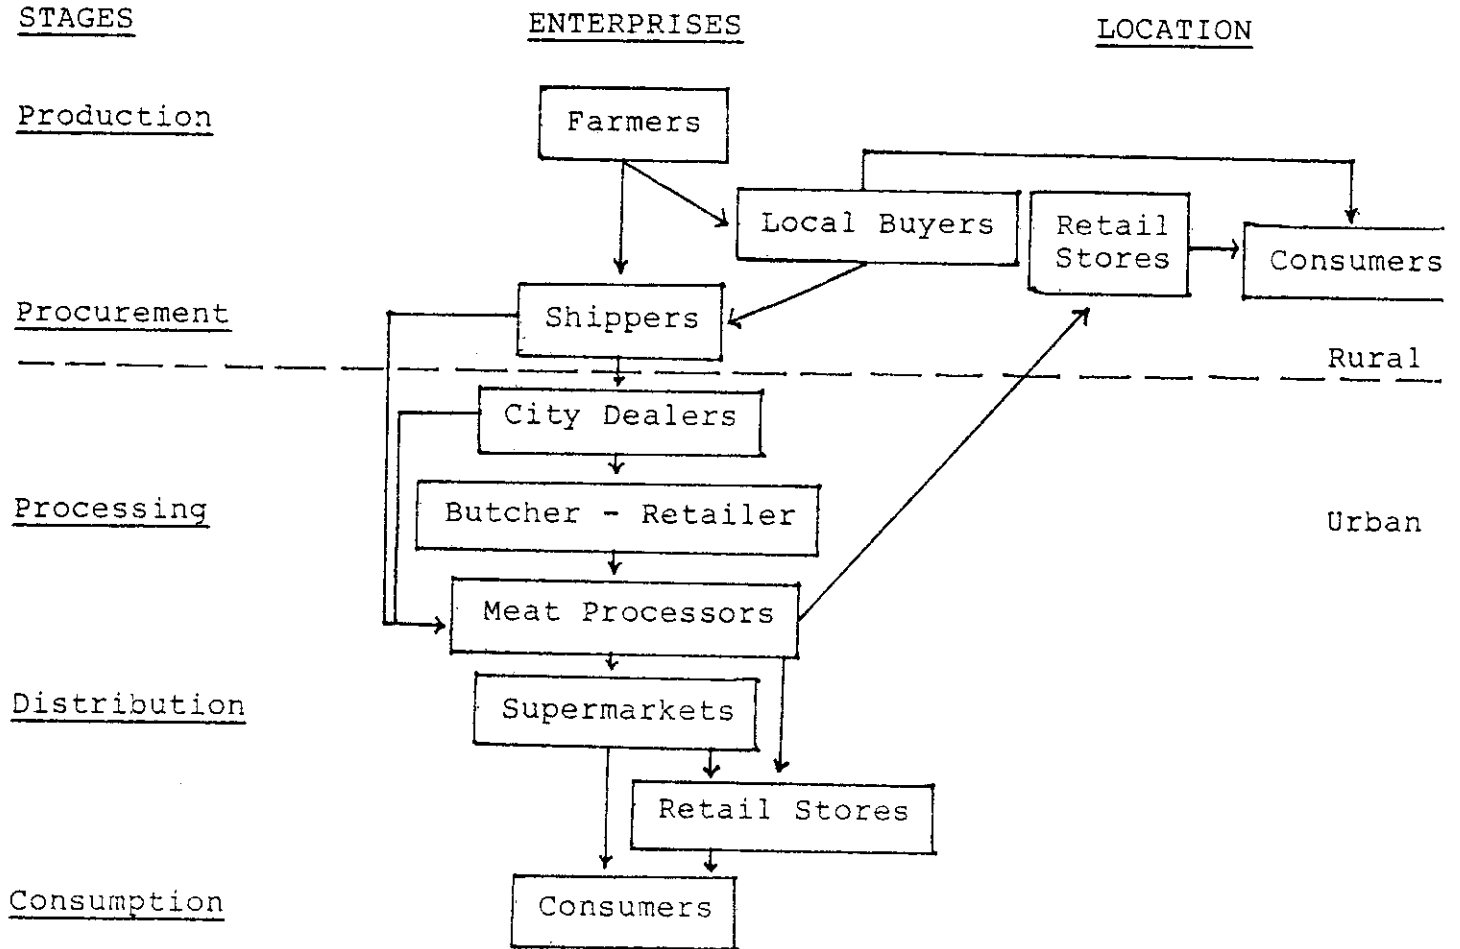 STAGES
ENTERPRISES
LOCATION
Production
Farmers
Local Buyers
Retail
Stores
Consumers
Procurement
Shippers
Rural
City Dealers
Processing
Butcher - Retailer
Urban
Meat Processors
Distribution
Supermarkets
Retail Stores
Consumption
Consumers